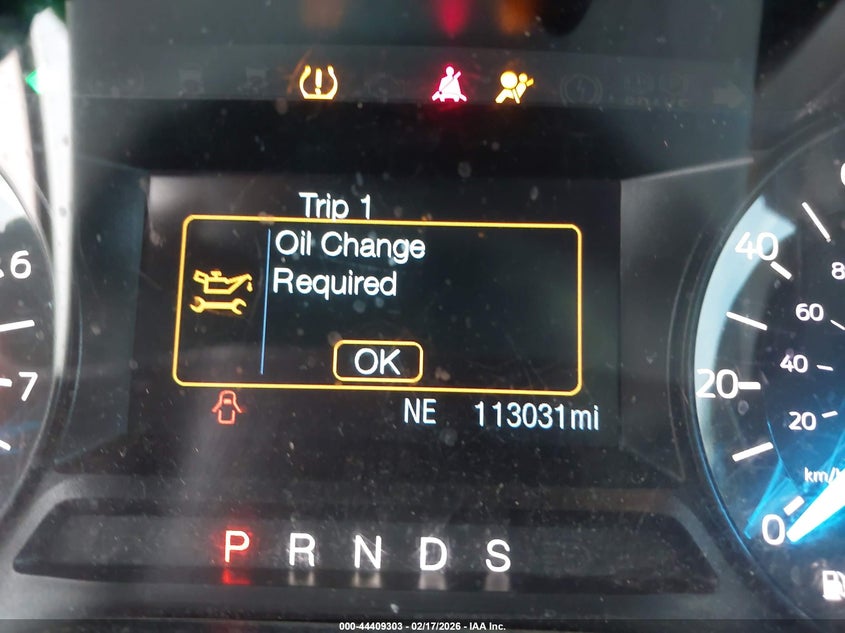 Trip 1
Oil Change
Required
OK
NE 113031mi
P R N D S
6
7
40
20
0
60
40
20
000-44409303 - 02/17/2026 - IAA Inc.